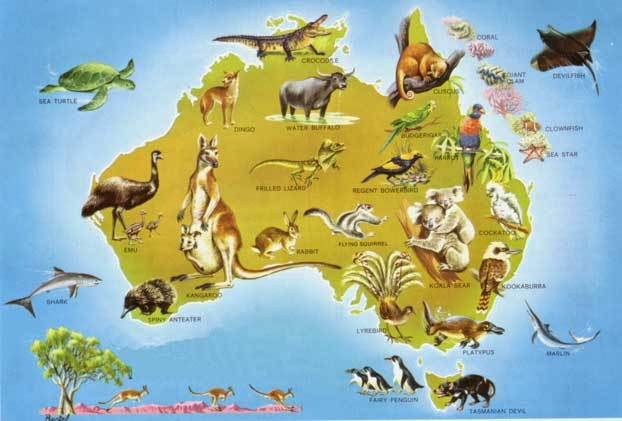 CROCODILE
CORAL
GIANT
CLAM
DEVILFISH
CUSCUS
SEA TURTLE
DINGO
WATER BUFFALO
BUDGERIGAR
CLOWNFISH
PARROT
SEA STAR
FRILLED LIZARD
REGENT BOWERBIRD
EMU
RABBIT
FLYING SQUIRREL
COCKATOO
KOALA BEAR
KOOKABURRA
SHARK
KANGAROO
SPINY ANTEATER
LYREBIRD
PLATYPUS
MARLIN
FAIRY PENGUIN
TASMANIAN DEVIL